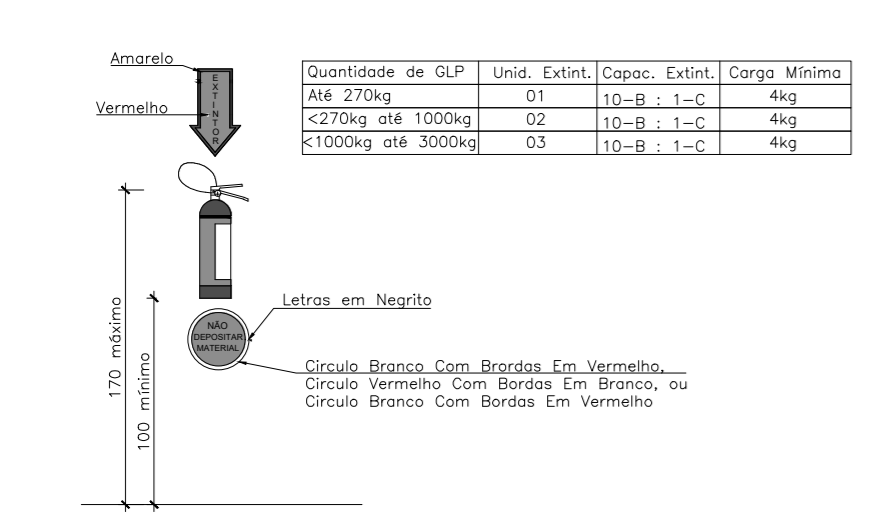 Amarelo
Vermelho
EXTINTOR
Quantidade de GLP Unid. Extint. Capac. Extint. Carga Mínima
Até 270kg 01 10-B : 1-C 4kg
<270kg até 1000kg 02 10-B : 1-C 4kg
<1000kg até 3000kg 03 10-B : 1-C 4kg
170 máximo
100 mínimo
Letras em Negrito
NÃO
DEPOSITAR
MATERIAL
Circulo Branco Com Brordas Em Vermelho,
Circulo Vermelho Com Bordas Em Branco, ou
Circulo Branco Com Bordas Em Vermelho